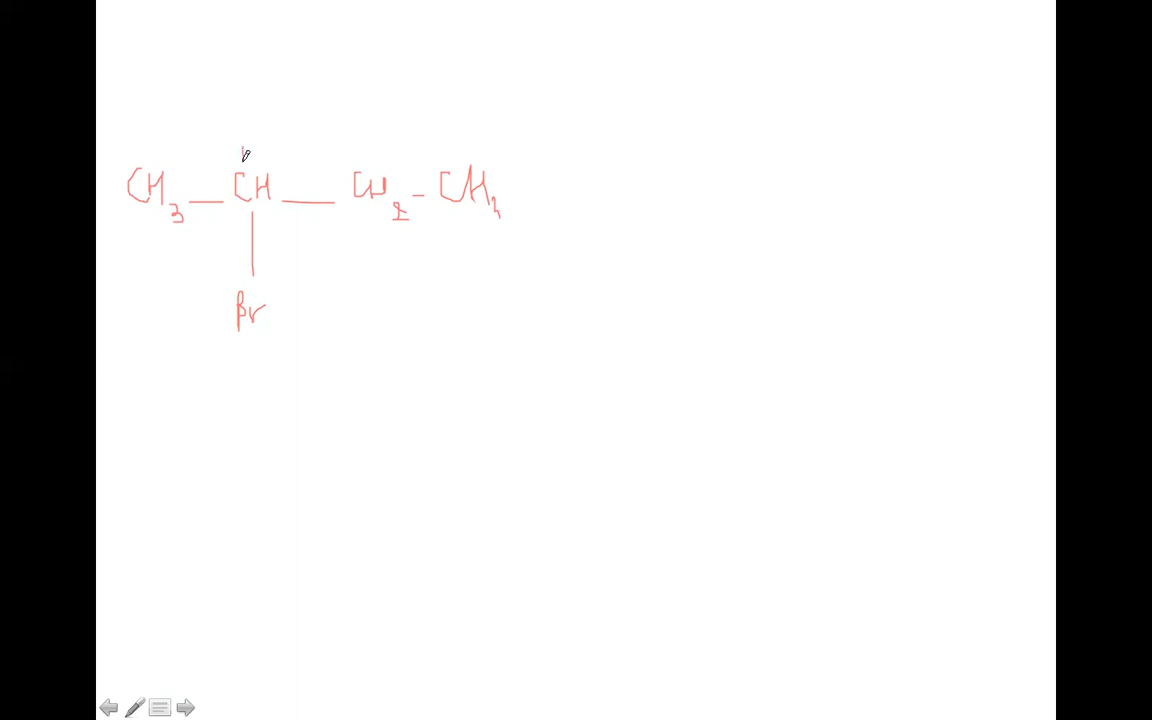 CH3 — CH — CH2 - CH3
Br